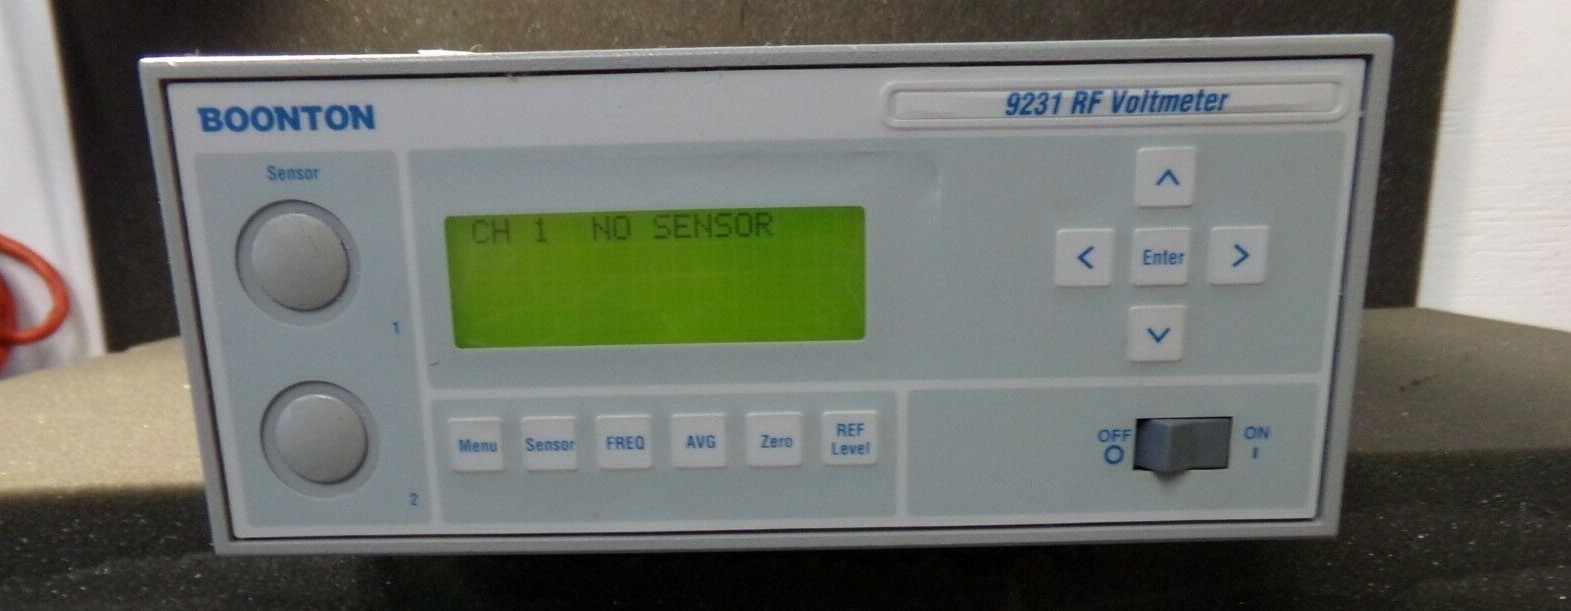 BOONTON
9231 RF Voltmeter
Sensor
1
2
CH 1 NO SENSOR
Enter
Menu
Sensor
FREQ
AVG
Zero
REF
Level
OFF
ON